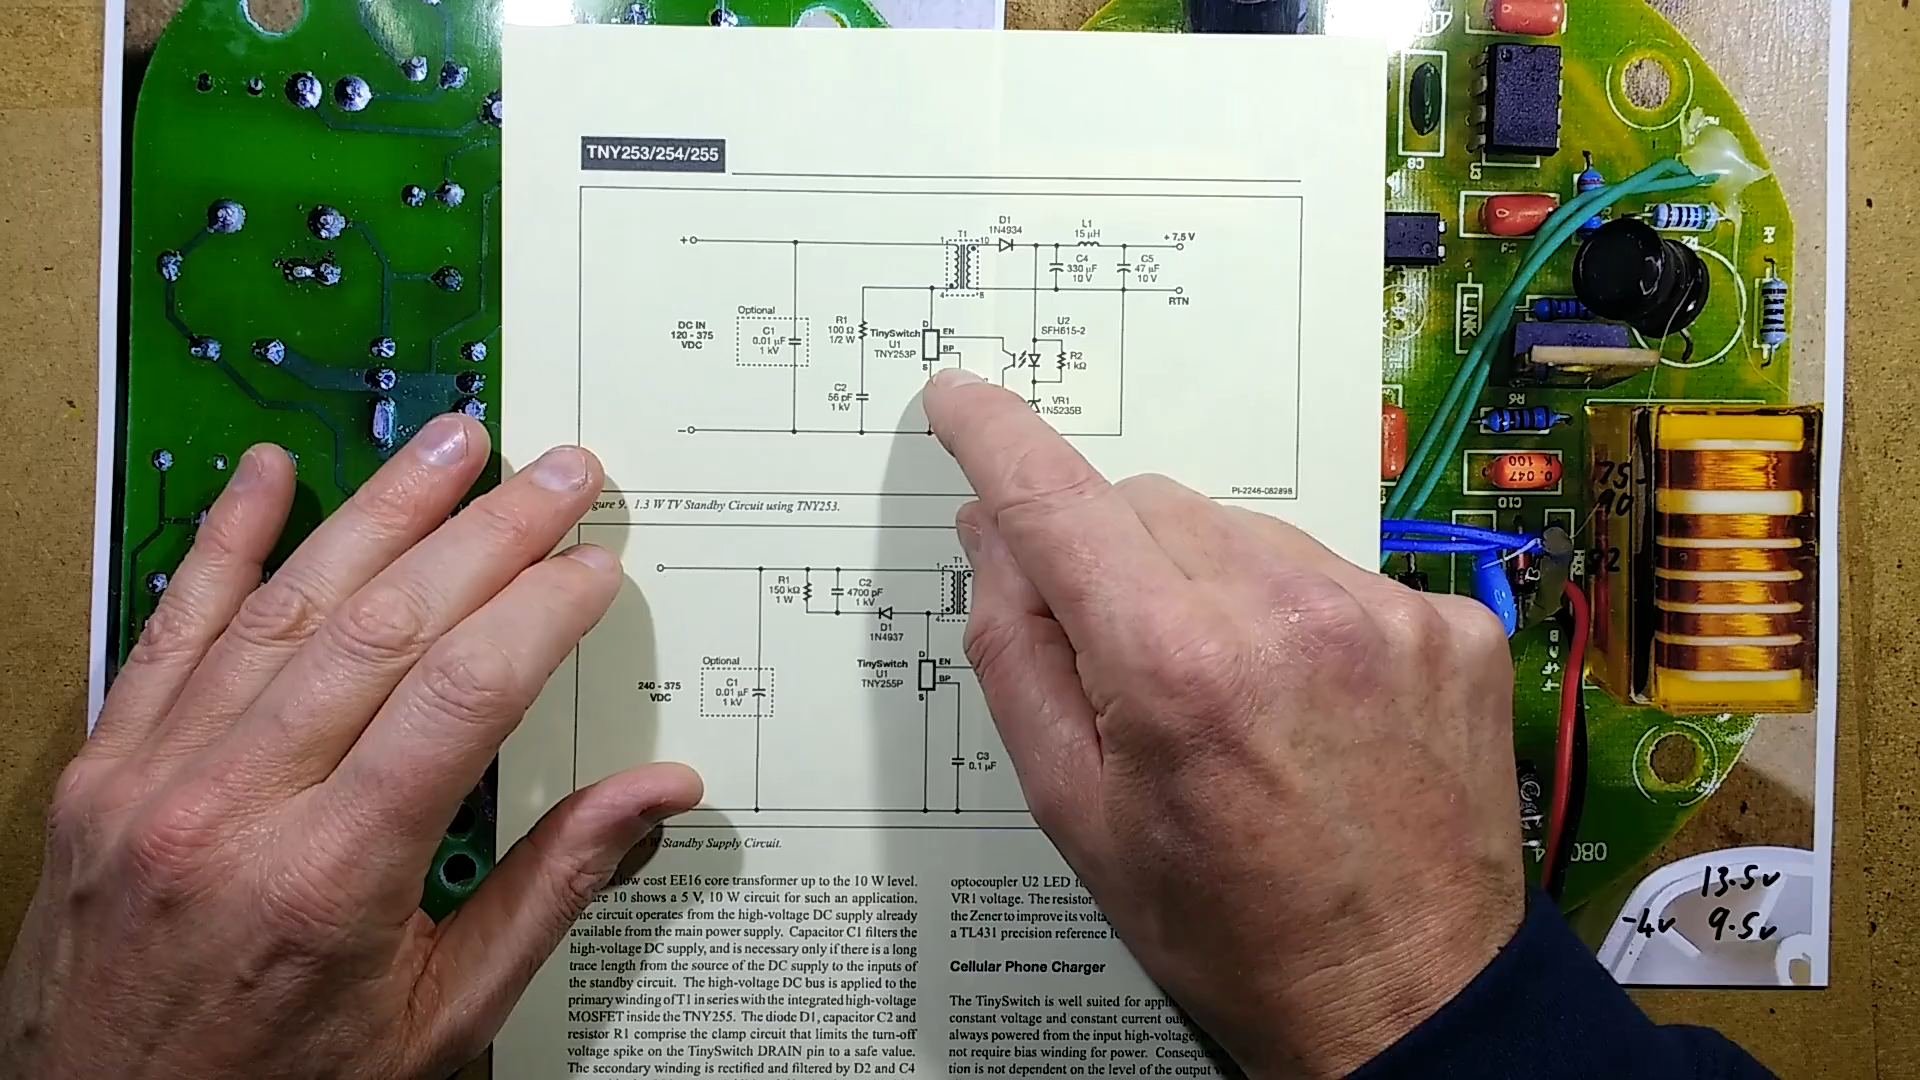 TNY253/254/255
D1
1N4934
L1
15 µH
+ 7.5 V
T1
1
10
+
C4
330 µF
10 V
C5
47 µF
10 V
4
5
RTN
Optional
C1
0.01 µF
1 kV
DC IN
120 - 375
VDC
R1
100 Ω
1/2 W
TinySwitch
U1
TNY253P
D
EN
BP
S
U2
SFH615-2
R2
1 kΩ
C2
56 pF
1 kV
VR1
1N5235B
PI-2246-082898
9. 1.3 W TV Standby Circuit using TNY253.
T1
1
R1
150 kΩ
1 W
C2
4700 pF
1 kV
D1
1N4937
4
Optional
C1
0.01 µF
1 kV
240 - 375
VDC
TinySwitch
U1
TNY255P
D
EN
BP
S
C3
0.1 µF
W Standby Supply Circuit.
low cost EE16 core transformer up to the 10 W level.
10 shows a 5 V, 10 W circuit for such an application.
circuit operates from the high-voltage DC supply already
available from the main power supply. Capacitor C1 filters the
high-voltage DC supply, and is necessary only if there is a long
trace length from the source of the DC supply to the inputs of
the standby circuit. The high-voltage DC bus is applied to the
primary winding of T1 in series with the integrated high-voltage
MOSFET inside the TNY255. The diode D1, capacitor C2 and
resistor R1 comprise the clamp circuit that limits the turn-off
voltage spike on the TinySwitch DRAIN pin to a safe value.
The secondary winding is rectified and filtered by D2 and C4
optocoupler U2 LED
VR1 voltage. The resistor
the Zener to improve its
a TL431 precision reference
Cellular Phone Charger
The TinySwitch is well suited for
constant voltage and constant current
always powered from the input high-voltage,
not require bias winding for power.
tion is not dependent on the level of the output
C8
U3
R2
R1
LINK
R6
0.047
K 100
C10
75-
90
080
13.5v
-4v 9.5v